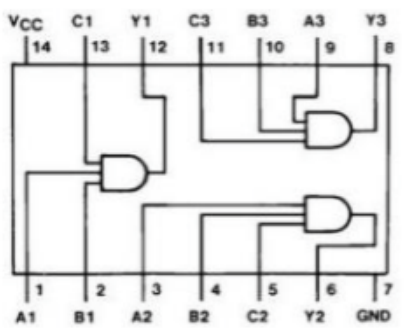 VCC C1 Y1 C3 B3 A3 Y3
14 13 12 11 10 9 8
1 2 3 4 5 6 7
A1 B1 A2 B2 C2 Y2 GND